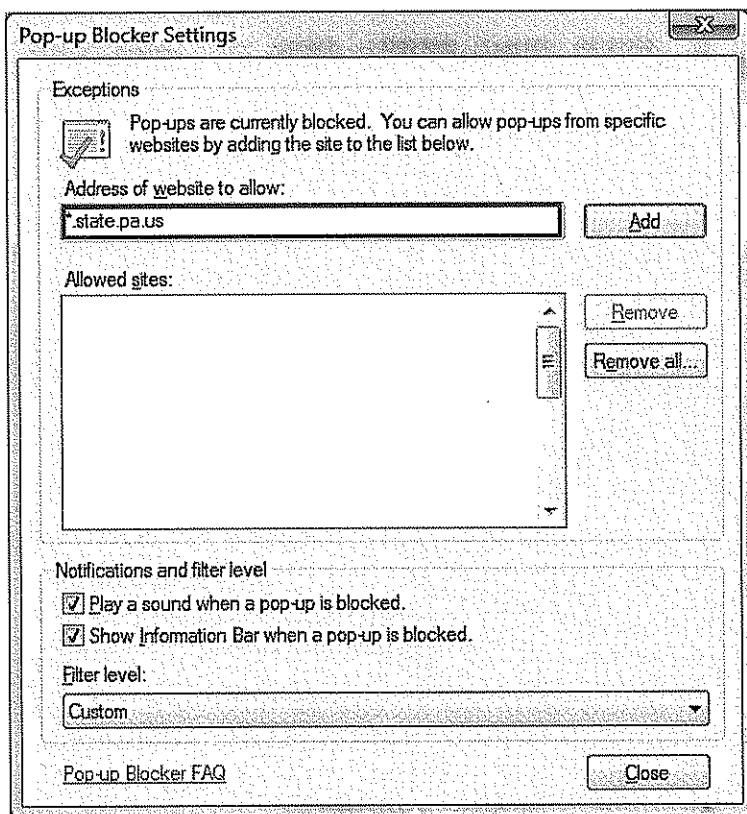 Pop-up Blocker Settings
Exceptions
Pop-ups are currently blocked. You can allow pop-ups from specific
websites by adding the site to the list below.
Address of website to allow:
*.state.pa.us
Add
Allowed sites:
Remove
Remove all...
Notifications and filter level
Play a sound when a pop-up is blocked.
Show Information Bar when a pop-up is blocked.
Filter level:
Custom
Pop-up Blocker FAQ
Close